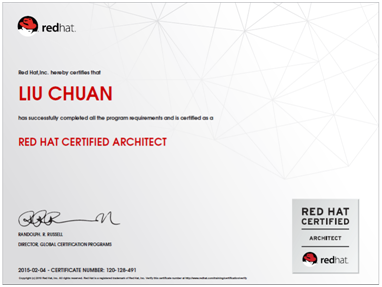 redhat.
Red Hat,Inc. hereby certifies that
LIU CHUAN
has successfully completed all the program requirements and is certified as a
RED HAT CERTIFIED ARCHITECT
RANDOLPH. R. RUSSELL
DIRECTOR, GLOBAL CERTIFICATION PROGRAMS
RED HAT
CERTIFIED
ARCHITECT
redhat.
2015-02-04 - CERTIFICATE NUMBER: 120-128-491